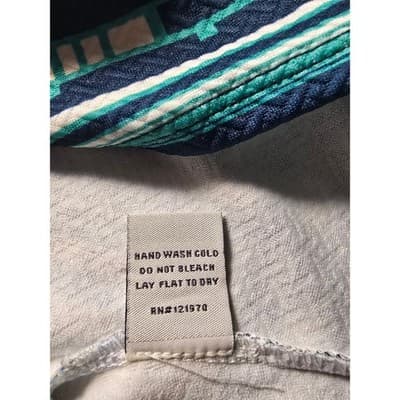 HAND WASH COLD
DO NOT BLEACH
LAY FLAT TO DRY
RN#121970